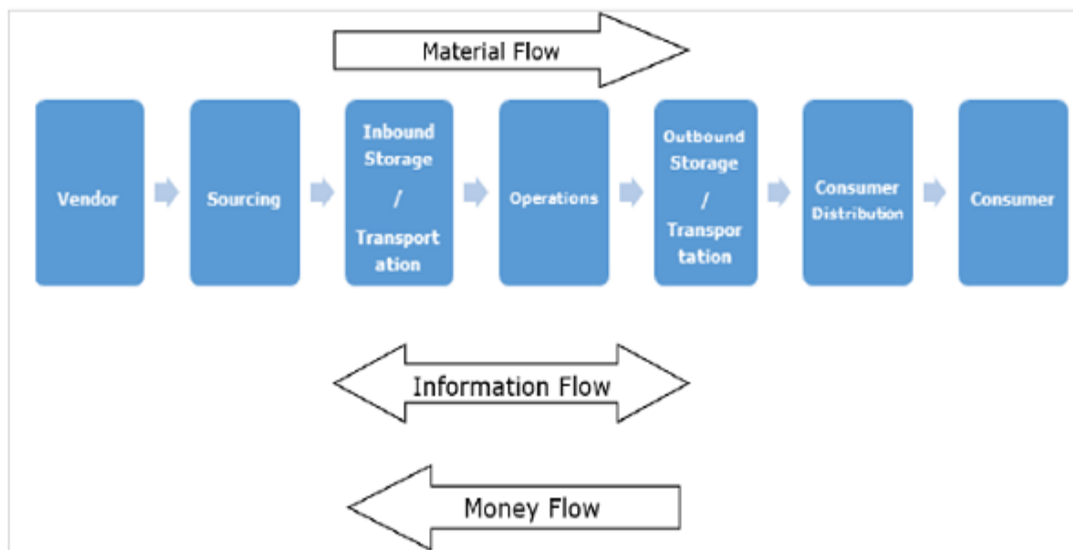 Material Flow
Vendor
Sourcing
Inbound
Storage
/
Transport
ation
Operations
Outbound
Storage
/
Transpor
tation
Consumer
Distribution
Consumer
Information Flow
Money Flow